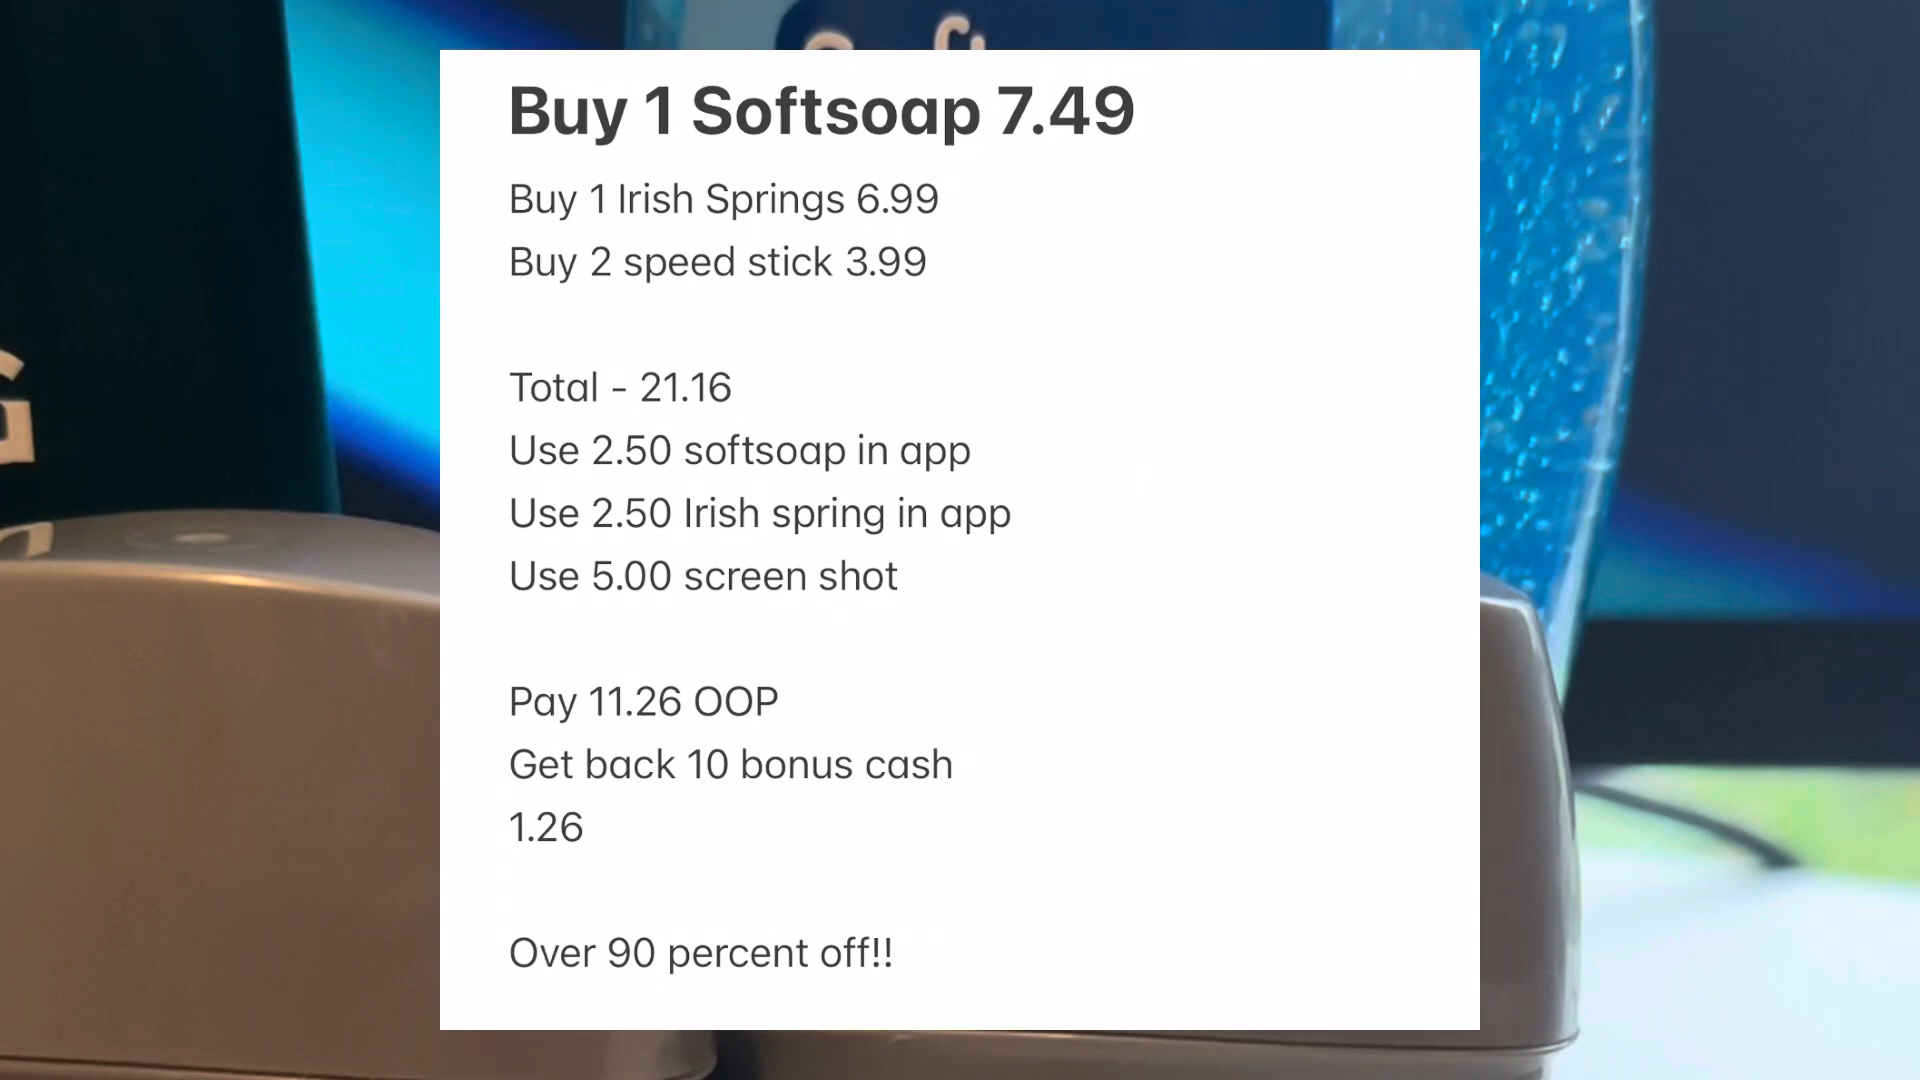 Buy 1 Softsoap 7.49
Buy 1 Irish Springs 6.99
Buy 2 speed stick 3.99
Total - 21.16
Use 2.50 softsoap in app
Use 2.50 Irish spring in app
Use 5.00 screen shot
Pay 11.26 OOP
Get back 10 bonus cash
1.26
Over 90 percent off!!